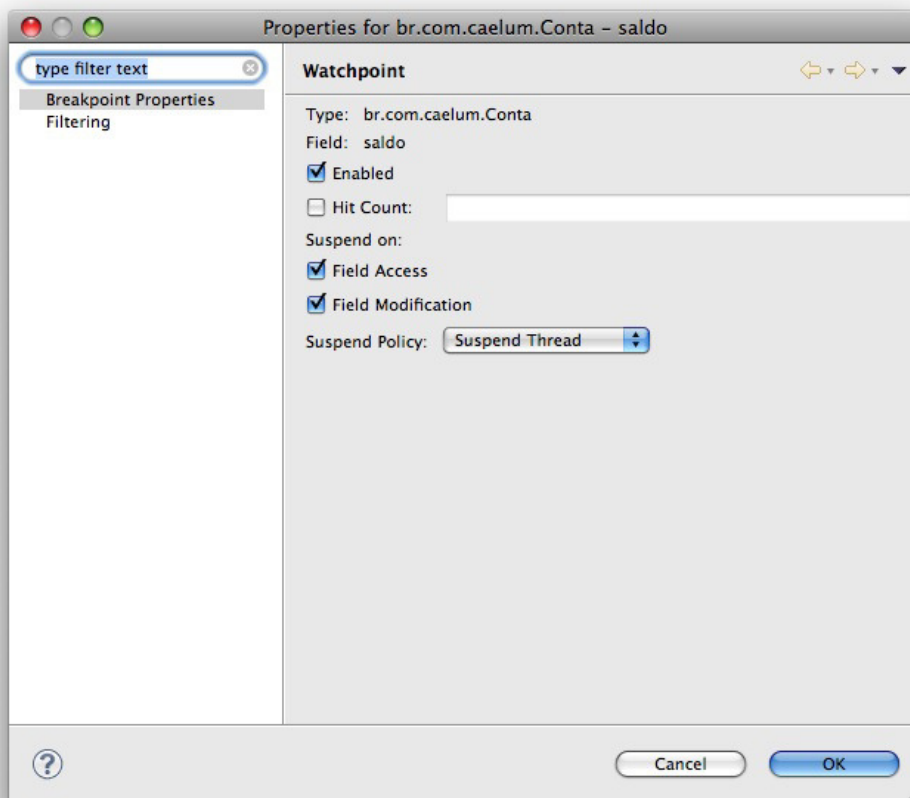 Properties for br.com.caelum.Conta – saldo
type filter text
Breakpoint Properties
Filtering
Watchpoint
Type: br.com.caelum.Conta
Field: saldo
Enabled
Hit Count:
Suspend on:
Field Access
Field Modification
Suspend Policy: Suspend Thread
?
Cancel OK